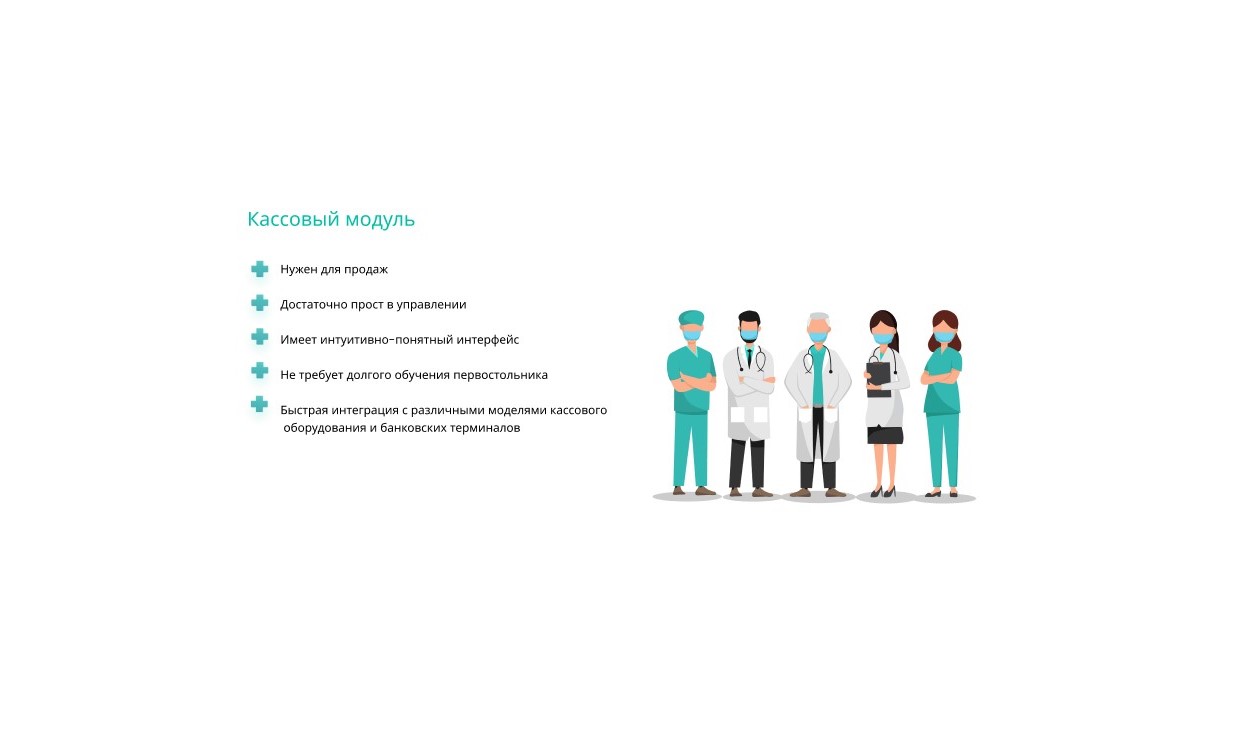 Кассовый модуль
Нужен для продаж
Достаточно прост в управлении
Имеет интуитивно-понятный интерфейс
Не требует долгого обучения первостольника
Быстрая интеграция с различными моделями кассового
оборудования и банковских терминалов